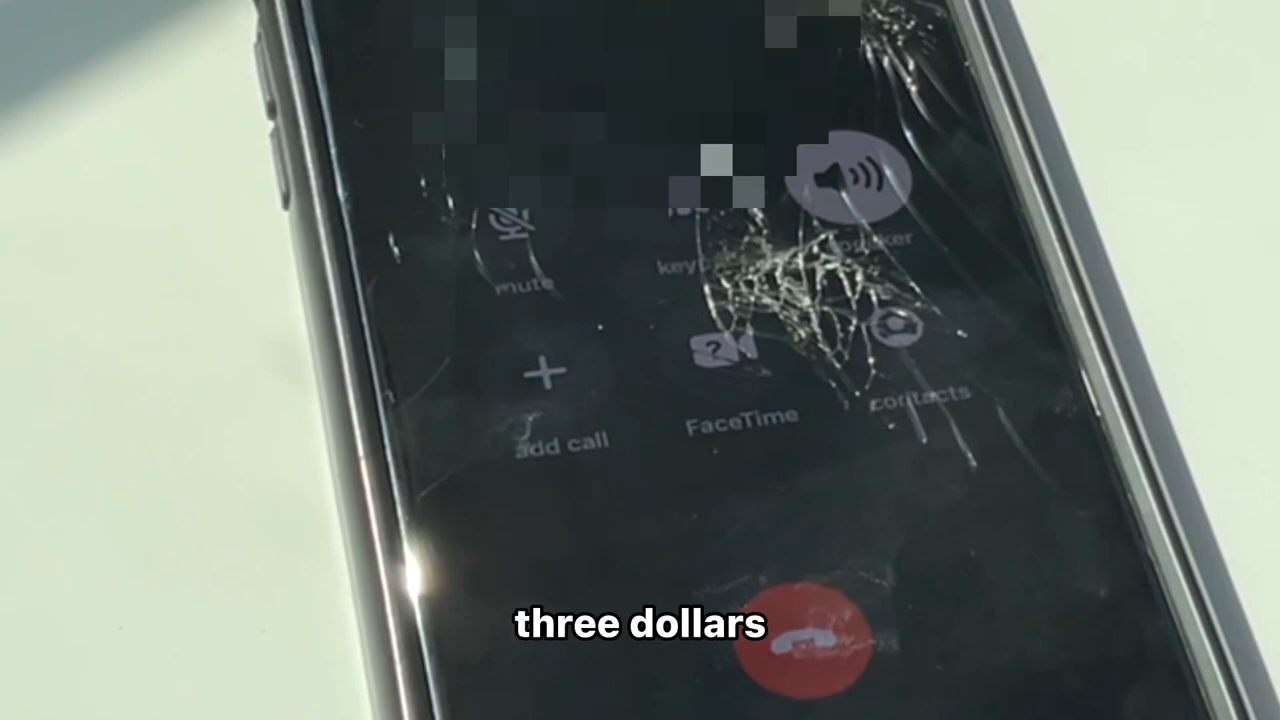 mute
speaker
add call
FaceTime
contacts
three dollars